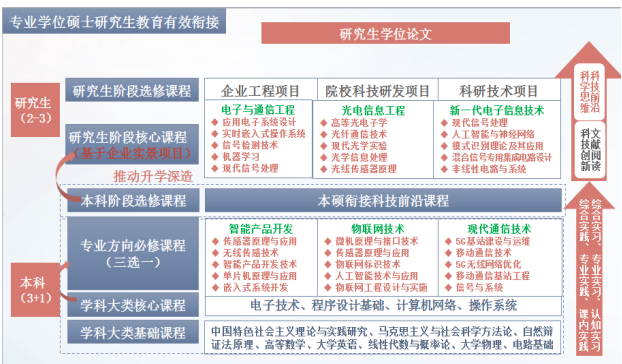 专业学位硕士研究生教育有效衔接
研究生学位论文
研究生
（2-3）
研究生阶段选修课程
企业工程项目
院校科技研发项目
科研技术项目
研究生阶段核心课程
（基于企业实景项目）
电子与通信工程
应用电子系统设计
实时嵌入式操作系统
信号检测技术
机器学习
现代信号处理
光电信息工程
高等光电子学
光纤通信技术
现代光学实验
光学信息处理
光线传感器原理
新一代电子信息技术
现代信号处理
人工智能与神经网络
模式识别理论及其应用
混合信号专用集成电路设计
非线性电路与系统
推动升学深造
本科阶段选修课程
本硕衔接科技前沿课程
本科
（3+1）
专业方向必修课程
（三选一）
智能产品开发
传感器原理与应用
无线传感技术
智能产品开发技术
单片机原理与应用
嵌入式系统开发
物联网技术
微机原理与接口技术
传感器原理与应用
物联网标识技术
人工智能技术与应用
物联网工程设计与实施
现代通信技术
5G基站建设与运维
移动通信技术
5G无线网络优化
移动通信基站工程
信号与系统
学科大类核心课程
电子技术、程序设计基础、计算机网络、操作系统
学科大类基础课程
中国特色社会主义理论与实践研究、马克思主义与社会科学方法论、自然辩
证法原理、高等数学、大学英语、线性代数与概率论、大学物理、电路基础
科技前沿
科学思维
文献阅读
科技创新
综合实习、专业实习、认知实习
综合实践、专业实践、课内实践